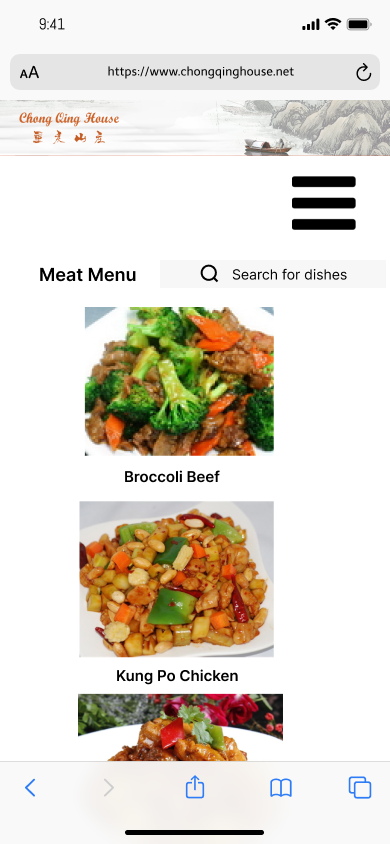 9:41
AA
https://www.chongqinghouse.net
Chong Qing House
重慶山庄
Meat Menu
Search for dishes
Broccoli Beef
Kung Po Chicken